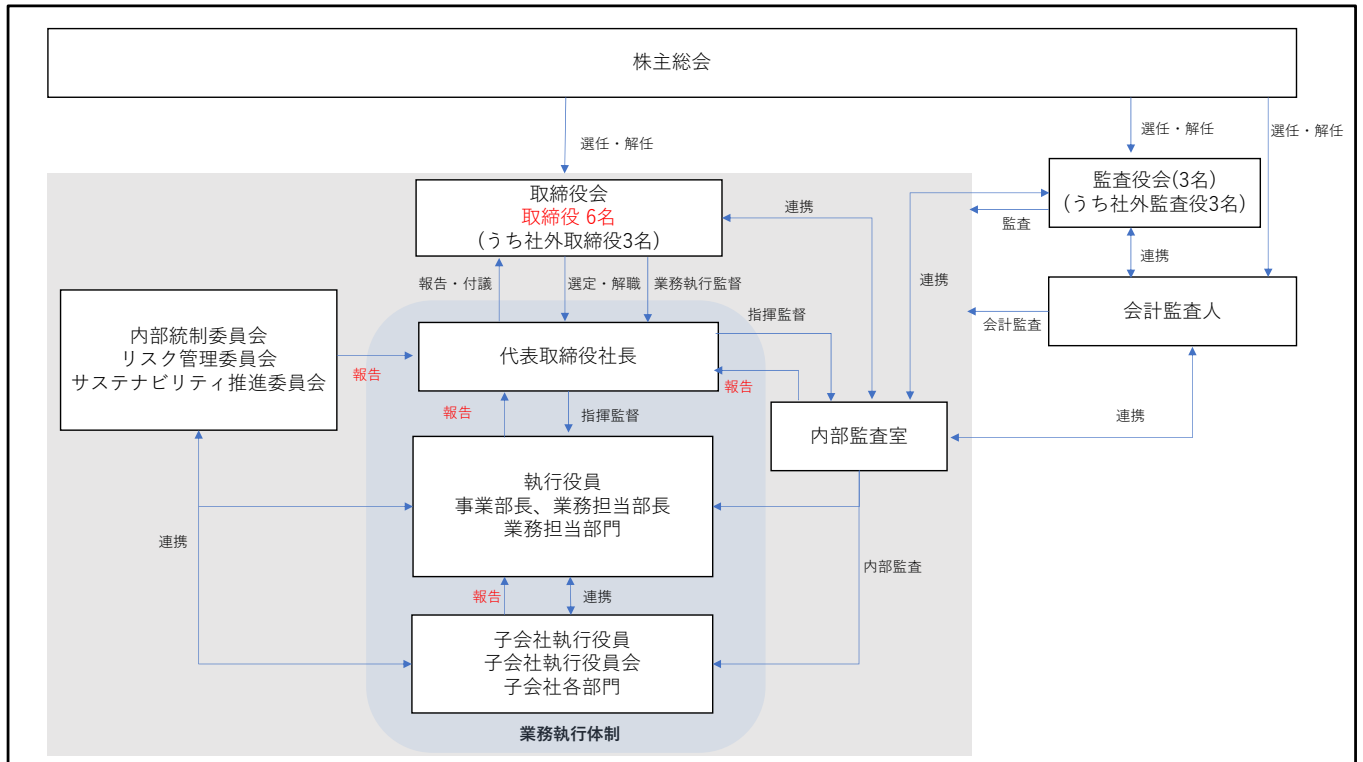 株主総会
選任・解任
選任・解任
選任・解任
取締役会
取締役 6名
(うち社外取締役3名)
監査役会(3名)
(うち社外監査役3名)
連携
監査
連携
連携
報告・付議
選定・解職
業務執行監督
指揮監督
会計監査
会計監査人
内部統制委員会
リスク管理委員会
サステナビリティ推進委員会
報告
代表取締役社長
報告
報告
指揮監督
内部監査室
連携
執行役員
事業部長、業務担当部長
業務担当部門
連携
内部監査
報告
連携
子会社執行役員
子会社執行役員会
子会社各部門
業務執行体制